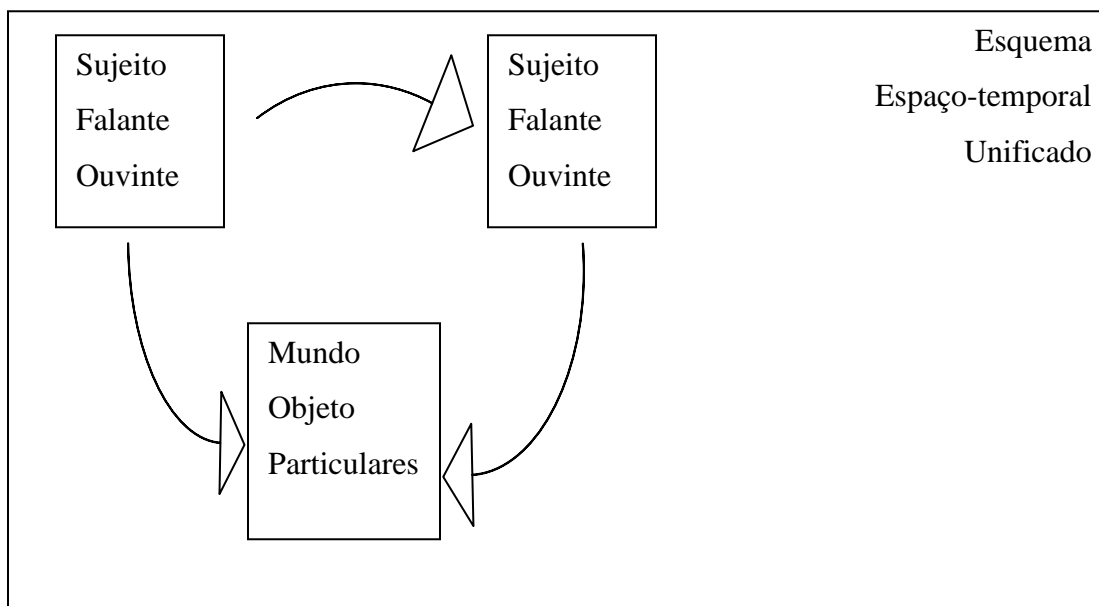 Sujeito
Falante
Ouvinte
Sujeito
Falante
Ouvinte
Esquema
Espaço-temporal
Unificado
Mundo
Objeto
Particulares